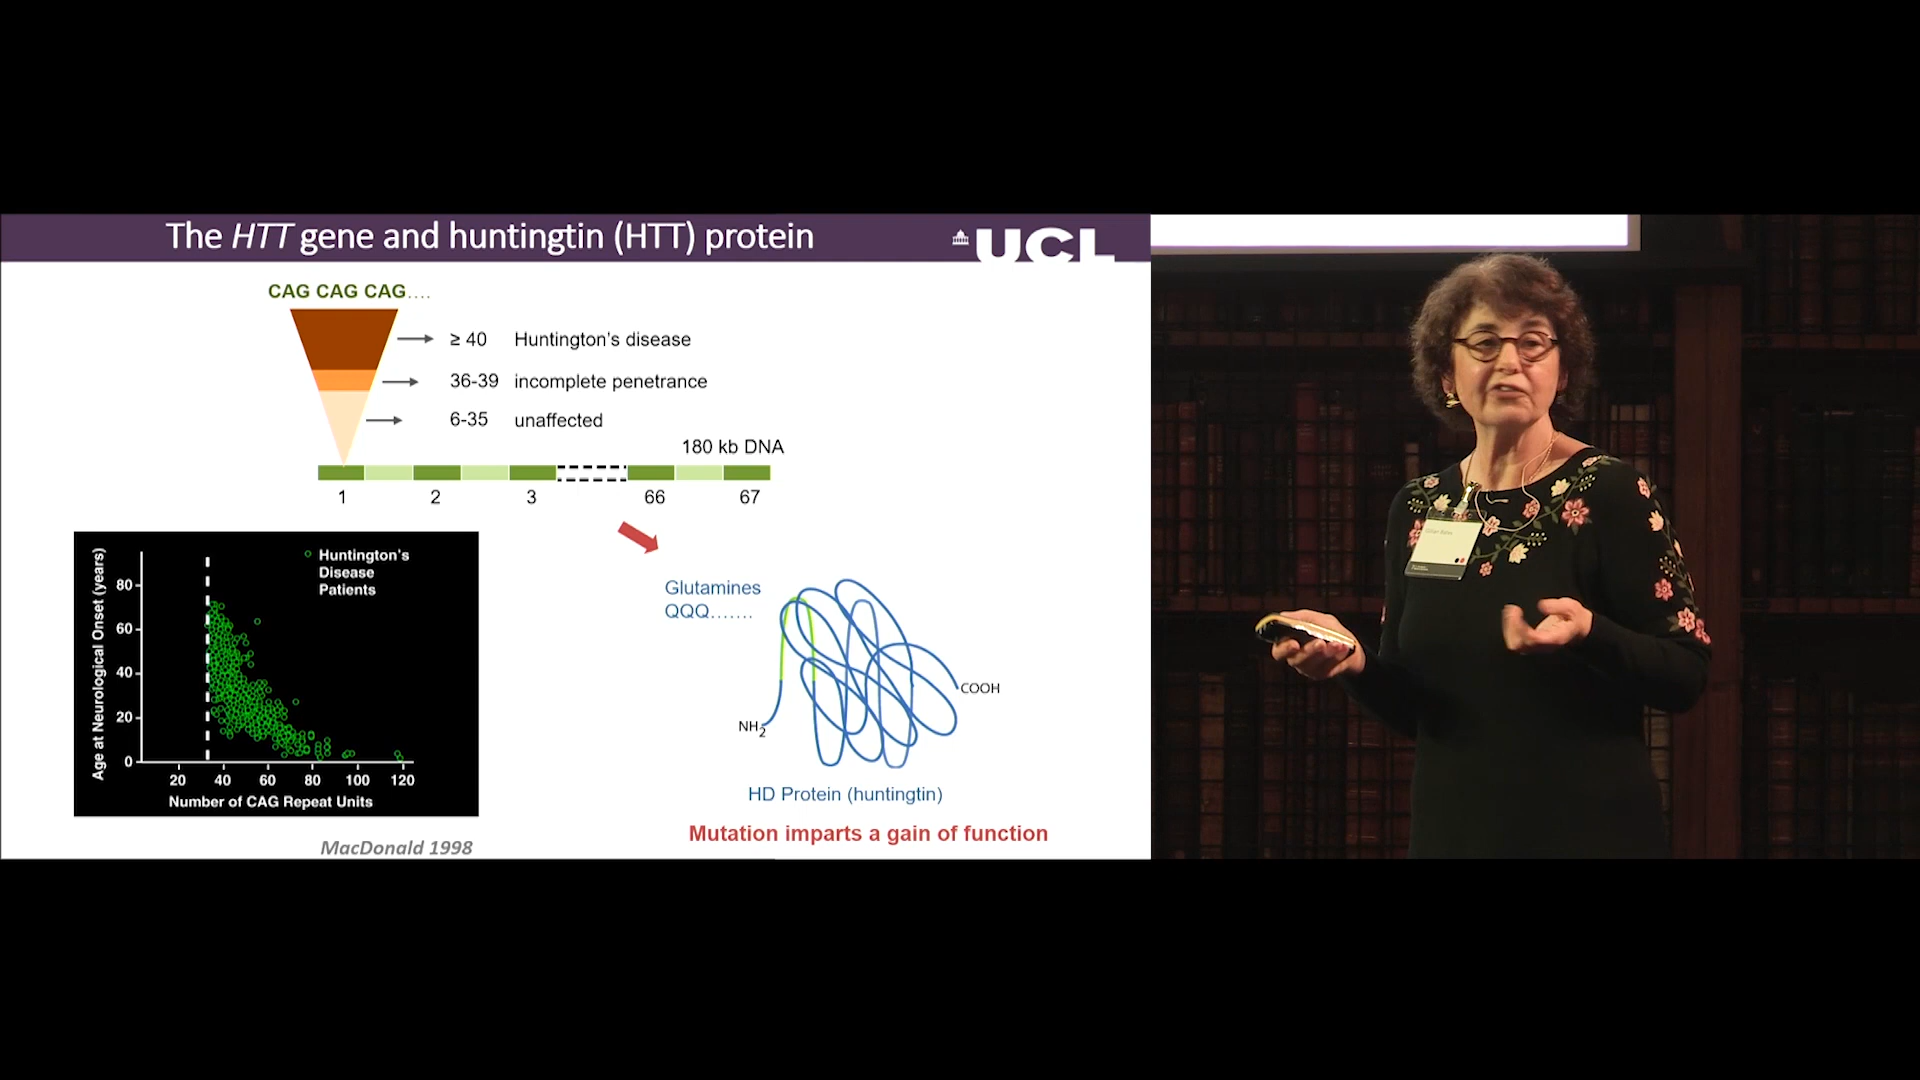 The HTT gene and huntingtin (HTT) protein
UCL
CAG CAG CAG....
≥ 40 Huntington's disease
36-39 incomplete penetrance
6-35 unaffected
180 kb DNA
1 2 3 66 67
Huntington's
Disease
Patients
Age at Neurological Onset (years)
80
60
40
20
0
20 40 60 80 100 120
Number of CAG Repeat Units
MacDonald 1998
Glutamines
QQQ.......
COOH
NH2
HD Protein (huntingtin)
Mutation imparts a gain of function